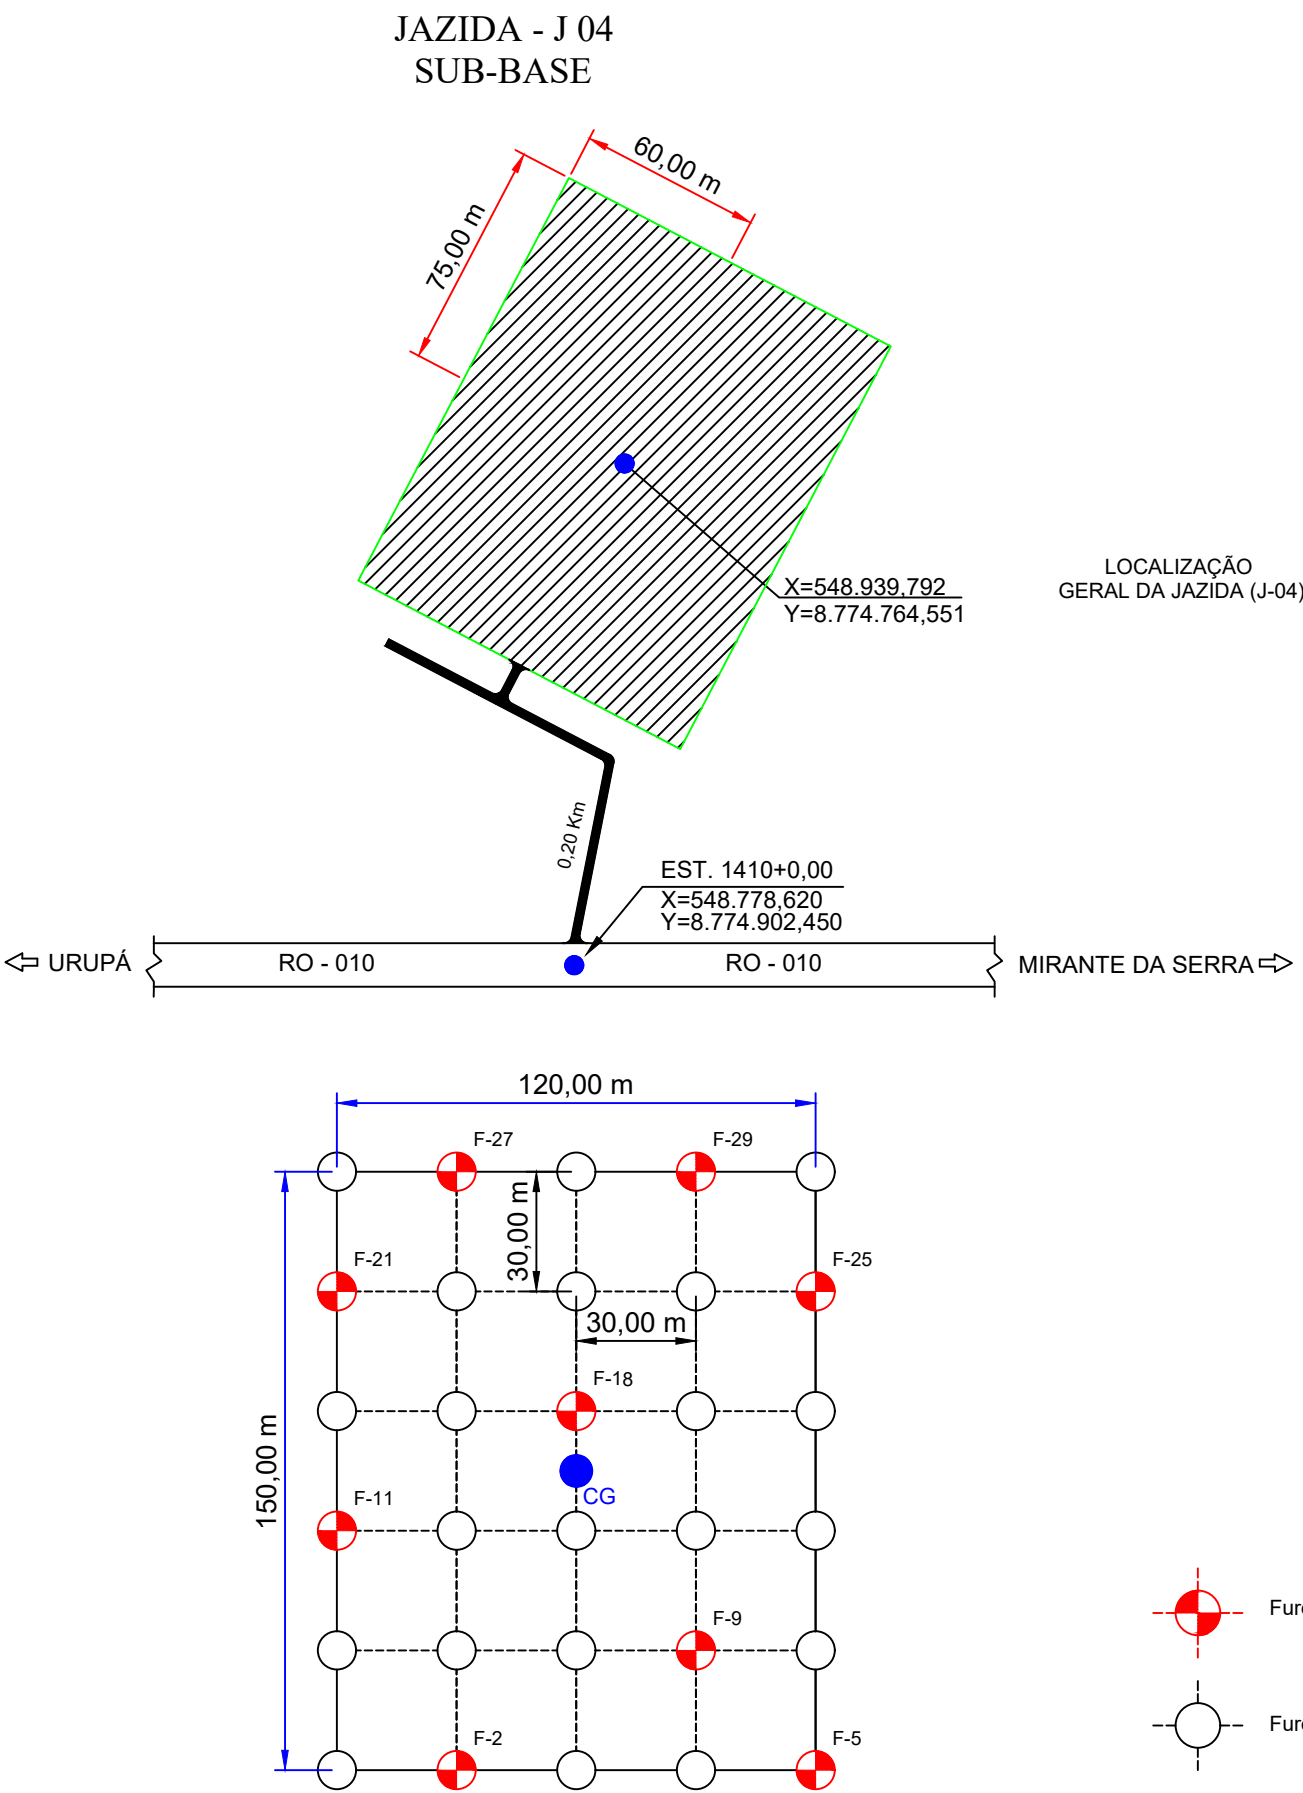 JAZIDA - J 04
SUB-BASE
60,00 m
75,00 m
X=548.939,792
Y=8.774.764,551
LOCALIZAÇÃO
GERAL DA JAZIDA (J-04)
0,20 Km
EST. 1410+0,00
X=548.778,620
Y=8.774.902,450
URUPÁ
RO - 010
RO - 010
MIRANTE DA SERRA
120,00 m
F-27
F-29
30,00 m
F-21
F-25
30,00 m
F-18
150,00 m
CG
F-11
F-9
F-2
F-5